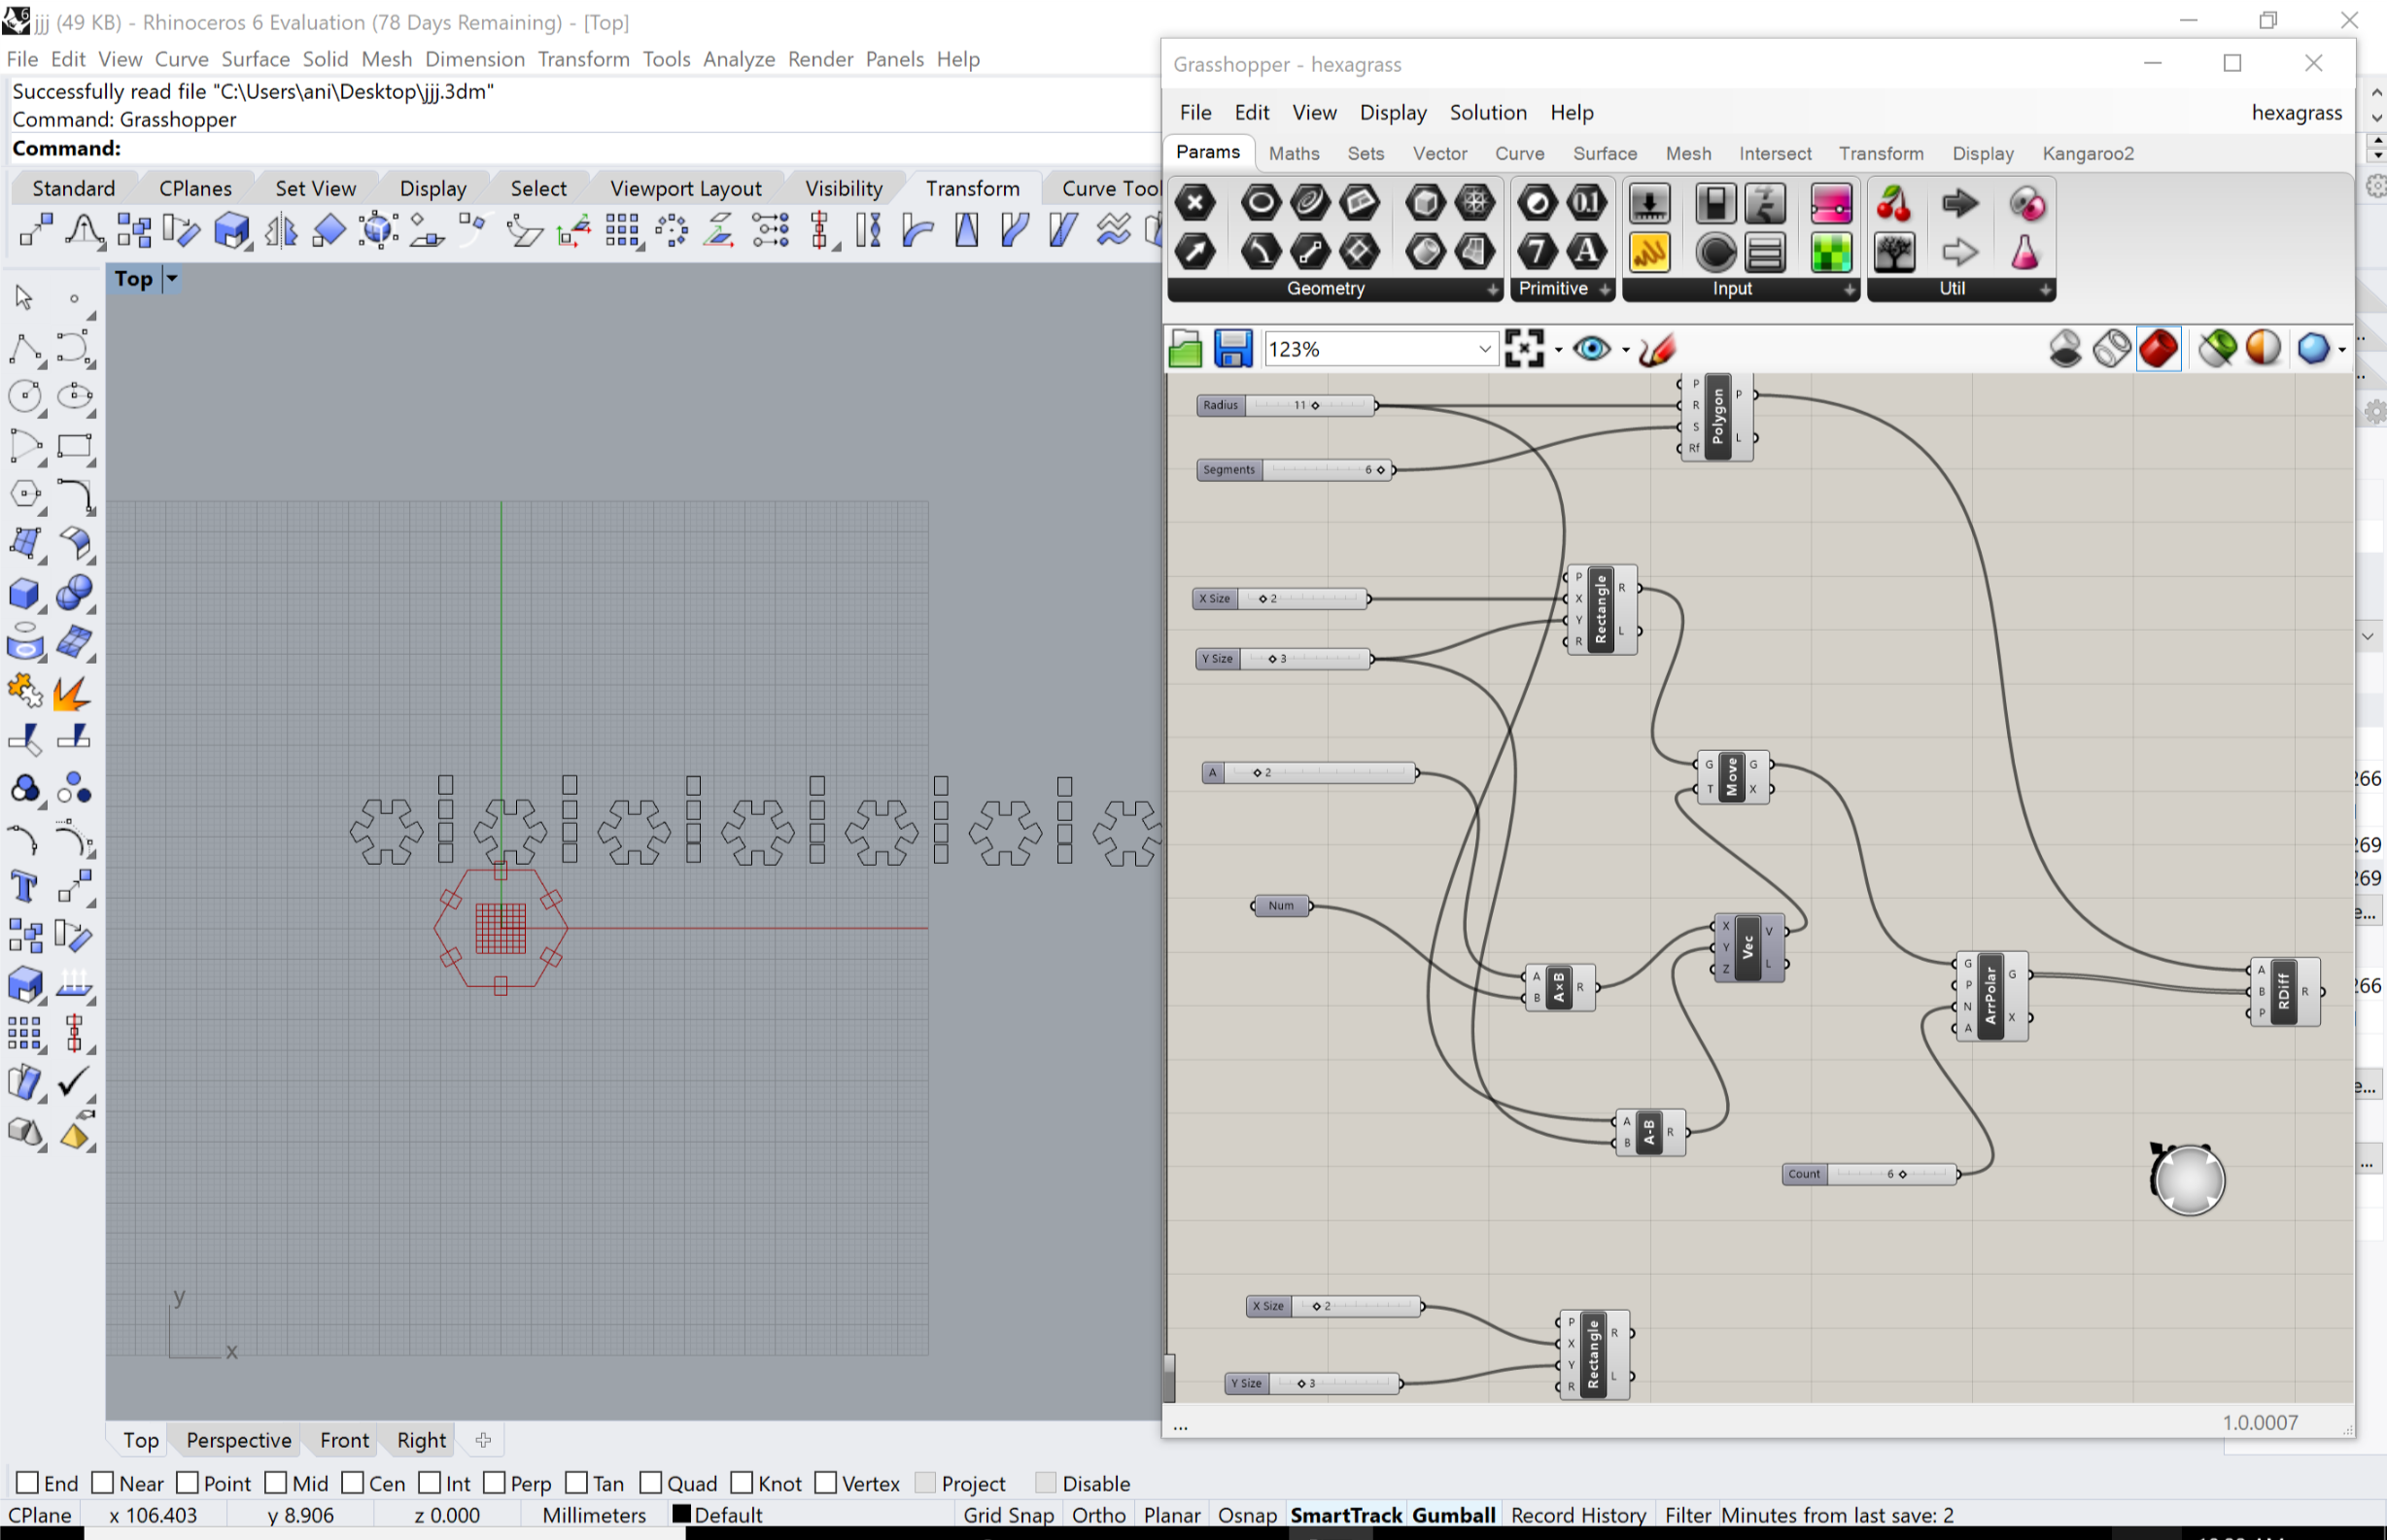 jjj (49 KB) - Rhinoceros 6 Evaluation (78 Days Remaining) - [Top]
File Edit View Curve Surface Solid Mesh Dimension Transform Tools Analyze Render Panels Help
Successfully read file "C:\Users\ani\Desktop\jjj.3dm"
Command: Grasshopper
Command:
Standard CPlanes Set View Display Select Viewport Layout Visibility Transform Curve Tool
Top
Grasshopper - hexagrass
File Edit View Display Solution Help hexagrass
Params Maths Sets Vector Curve Surface Mesh Intersect Transform Display Kangaroo2
Geometry Primitive Input Util
123%
Radius 11
Segments 6
P R S Rf Polygon P L
X Size 2
Y Size 3
P X Y R Rectangle R L
A 2
G T Move G X
Num
A B A×B R
X Y Z Vec V L
G P N A ArrPolar G X
A B P RDiff R
A B A-B R
Count 6
X Size 2
Y Size 3
P X Y R Rectangle R L
...
1.0.0007
266
269
269
e...
266
e...
...
y
x
Top Perspective Front Right
End Near Point Mid Cen Int Perp Tan Quad Knot Vertex Project Disable
CPlane x 106.403 y 8.906 z 0.000 Millimeters Default Grid Snap Ortho Planar Osnap SmartTrack Gumball Record History Filter Minutes from last save: 2